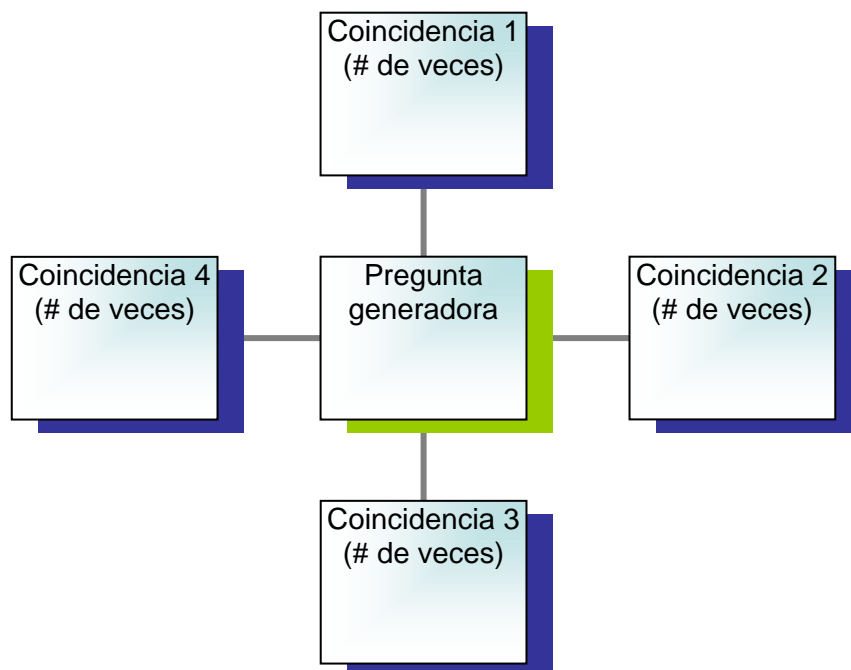 Coincidencia 1
(# de veces)
Coincidencia 4
(# de veces)
Pregunta
generadora
Coincidencia 2
(# de veces)
Coincidencia 3
(# de veces)